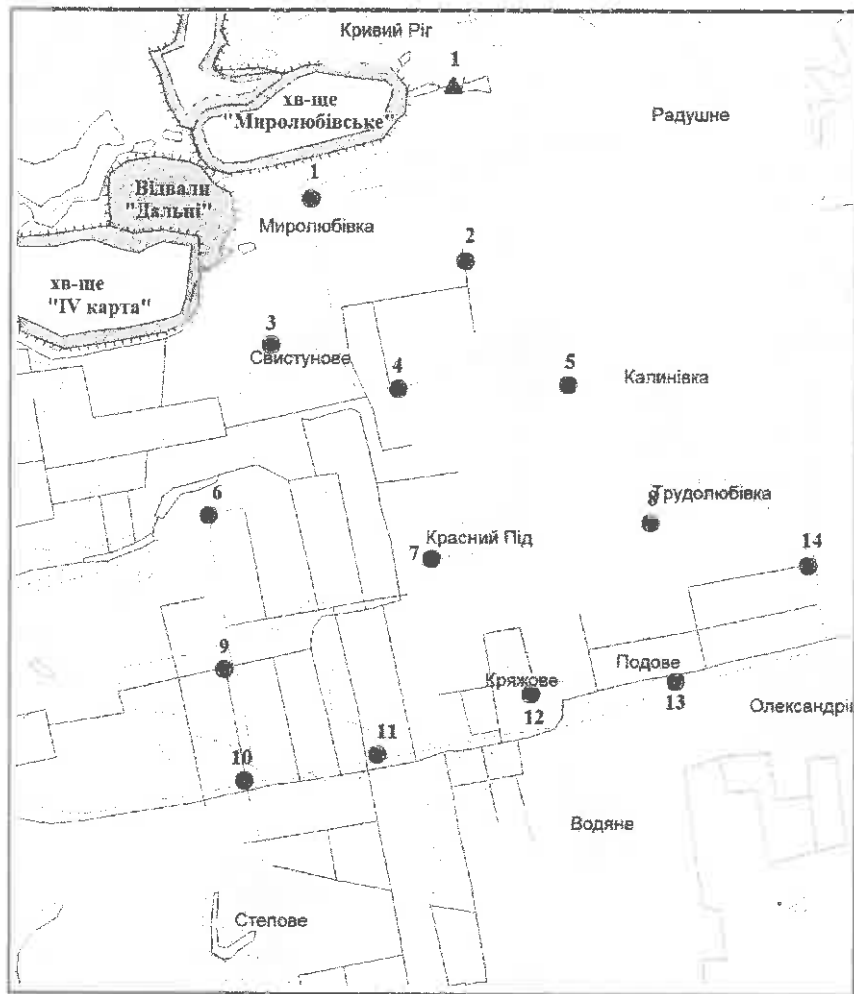 Кривий Ріг
1
хв-ще
"Миролюбівське"
Радушне
Відвали
"Дальні"
1
Миролюбівка
2
хв-ще
"IV карта"
3
Свистунове
4
5
Калинівка
6
8
Трудолюбівка
7
Красний Під
14
9
Подове
Кряжове
12
13
Олександрі
11
10
Водяне
Степове